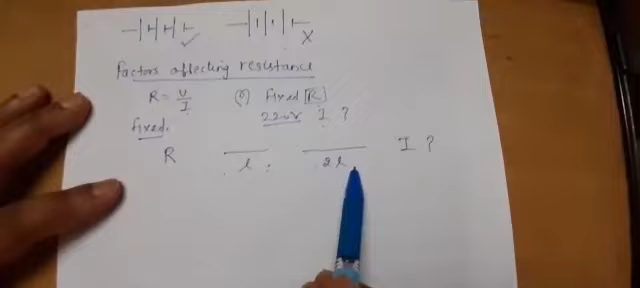 X
Factors affecting resistance
R = V/I (?) Fixed [R]
220V I ?
fixed.
R l 2l I ?